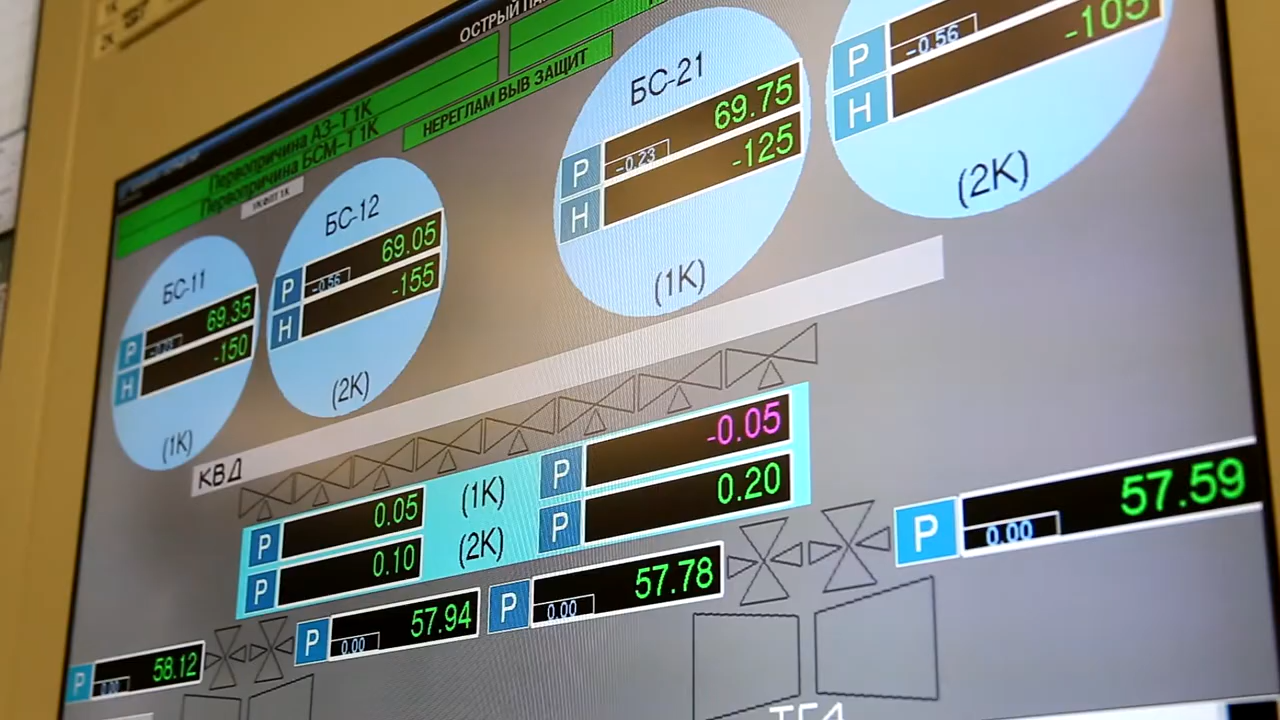 ОСТРЫЙ ПА
Первопричина АЗ-Т1К
Первопричина БСМ-Т1К
НЕРЕГЛАМ ВЫВ ЗАЩИТ
БС-11
P 69.35
H -150
(1К)
БС-12
P -0.56 69.05
H -155
(2К)
БС-21
P -0.23 69.75
H -125
(1К)
P -0.56
H -105
(2К)
КВД
P 0.05 (1К) P -0.05
P 0.10 (2К) P 0.20
P 0.00 58.12
P 0.00 57.94
P 0.00 57.78
P 0.00 57.59
ТГ4